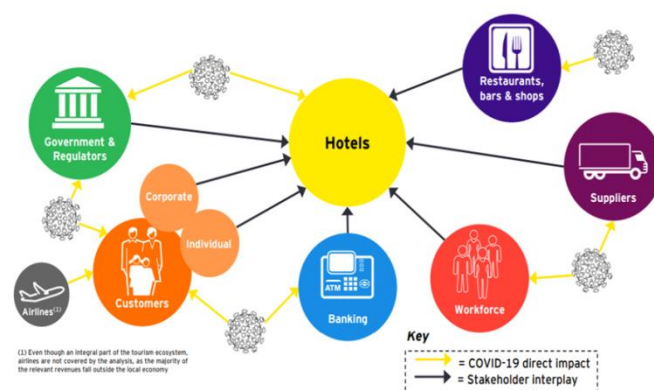 Restaurants,
bars & shops
Hotels
Government &
Regulators
Corporate
Suppliers
Individual
ATM
Airlines(1)
Customers
Banking
Workforce
Key
(1) Even though an integral part of the tourism ecosystem,
airlines are not covered by the analysis, as the majority of
the relevant revenues fall outside the local economy
= COVID-19 direct impact
= Stakeholder interplay